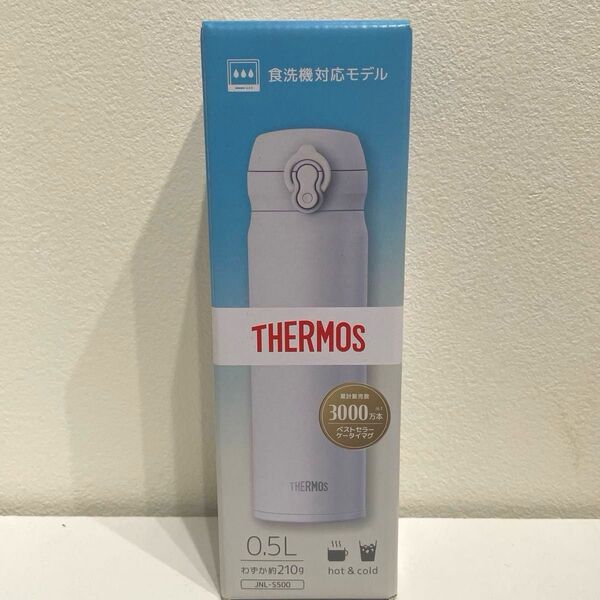 食洗機対応モデル
THERMOS
累計販売数
3000万本
ベストセラー
ケータイマグ
THERMOS
0.5L
わずか約210g
hot & cold
JNL-S500